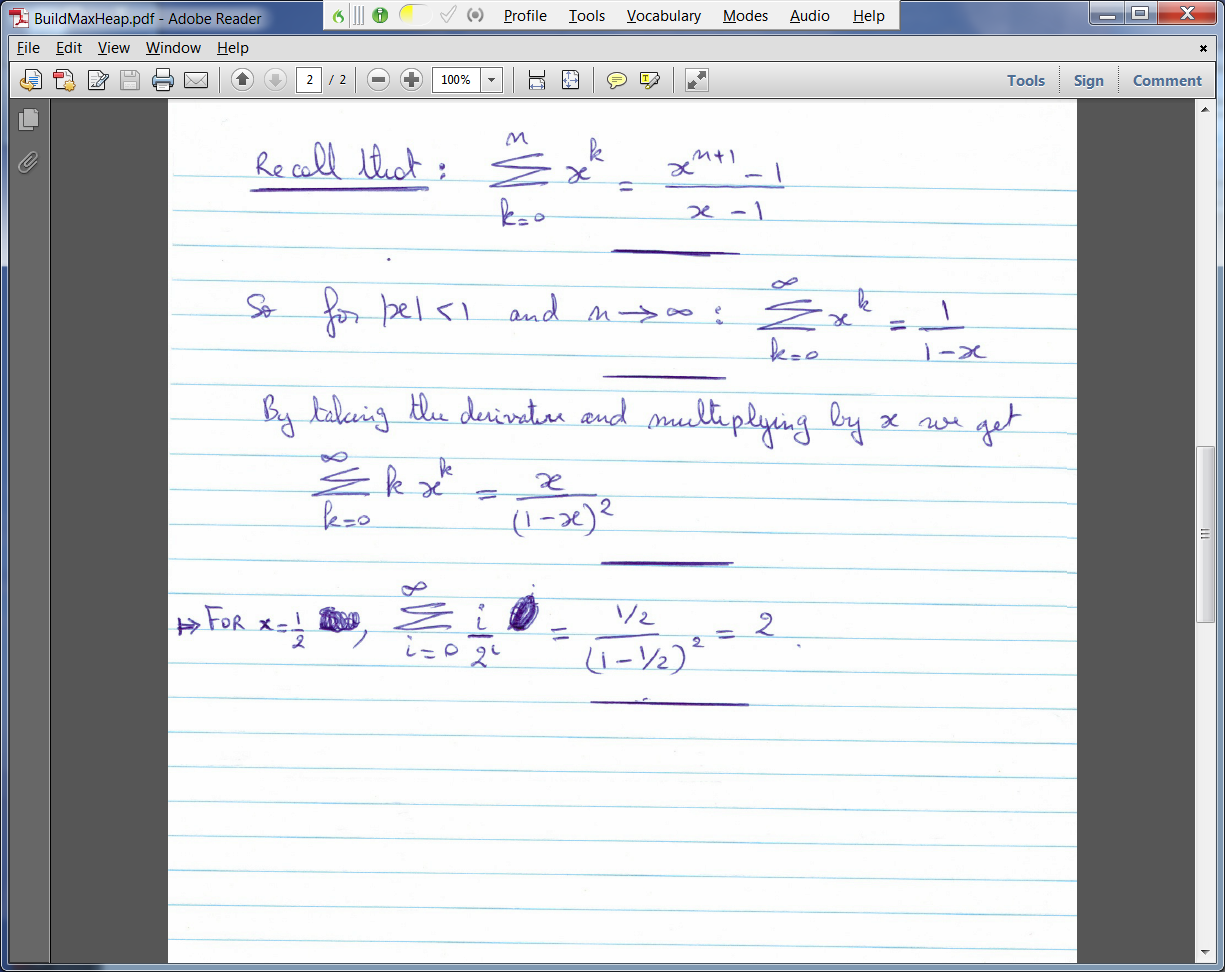 BuildMaxHeap.pdf - Adobe Reader
Profile Tools Vocabulary Modes Audio Help
File Edit View Window Help
2 / 2 100% Tools Sign Comment
Recall that : ∑_{k=0}^{n} x^k = (x^{n+1} - 1) / (x - 1)
So for |x| < 1 and n → ∞ : ∑_{k=0}^{∞} x^k = 1 / (1 - x)
By taking the derivative and multiplying by x we get
∑_{k=0}^{∞} k x^k = x / (1 - x)^2
↦ FOR x = 1/2 , ∑_{i=0}^{∞} i / 2^i = (1/2) / (1 - 1/2)^2 = 2 .